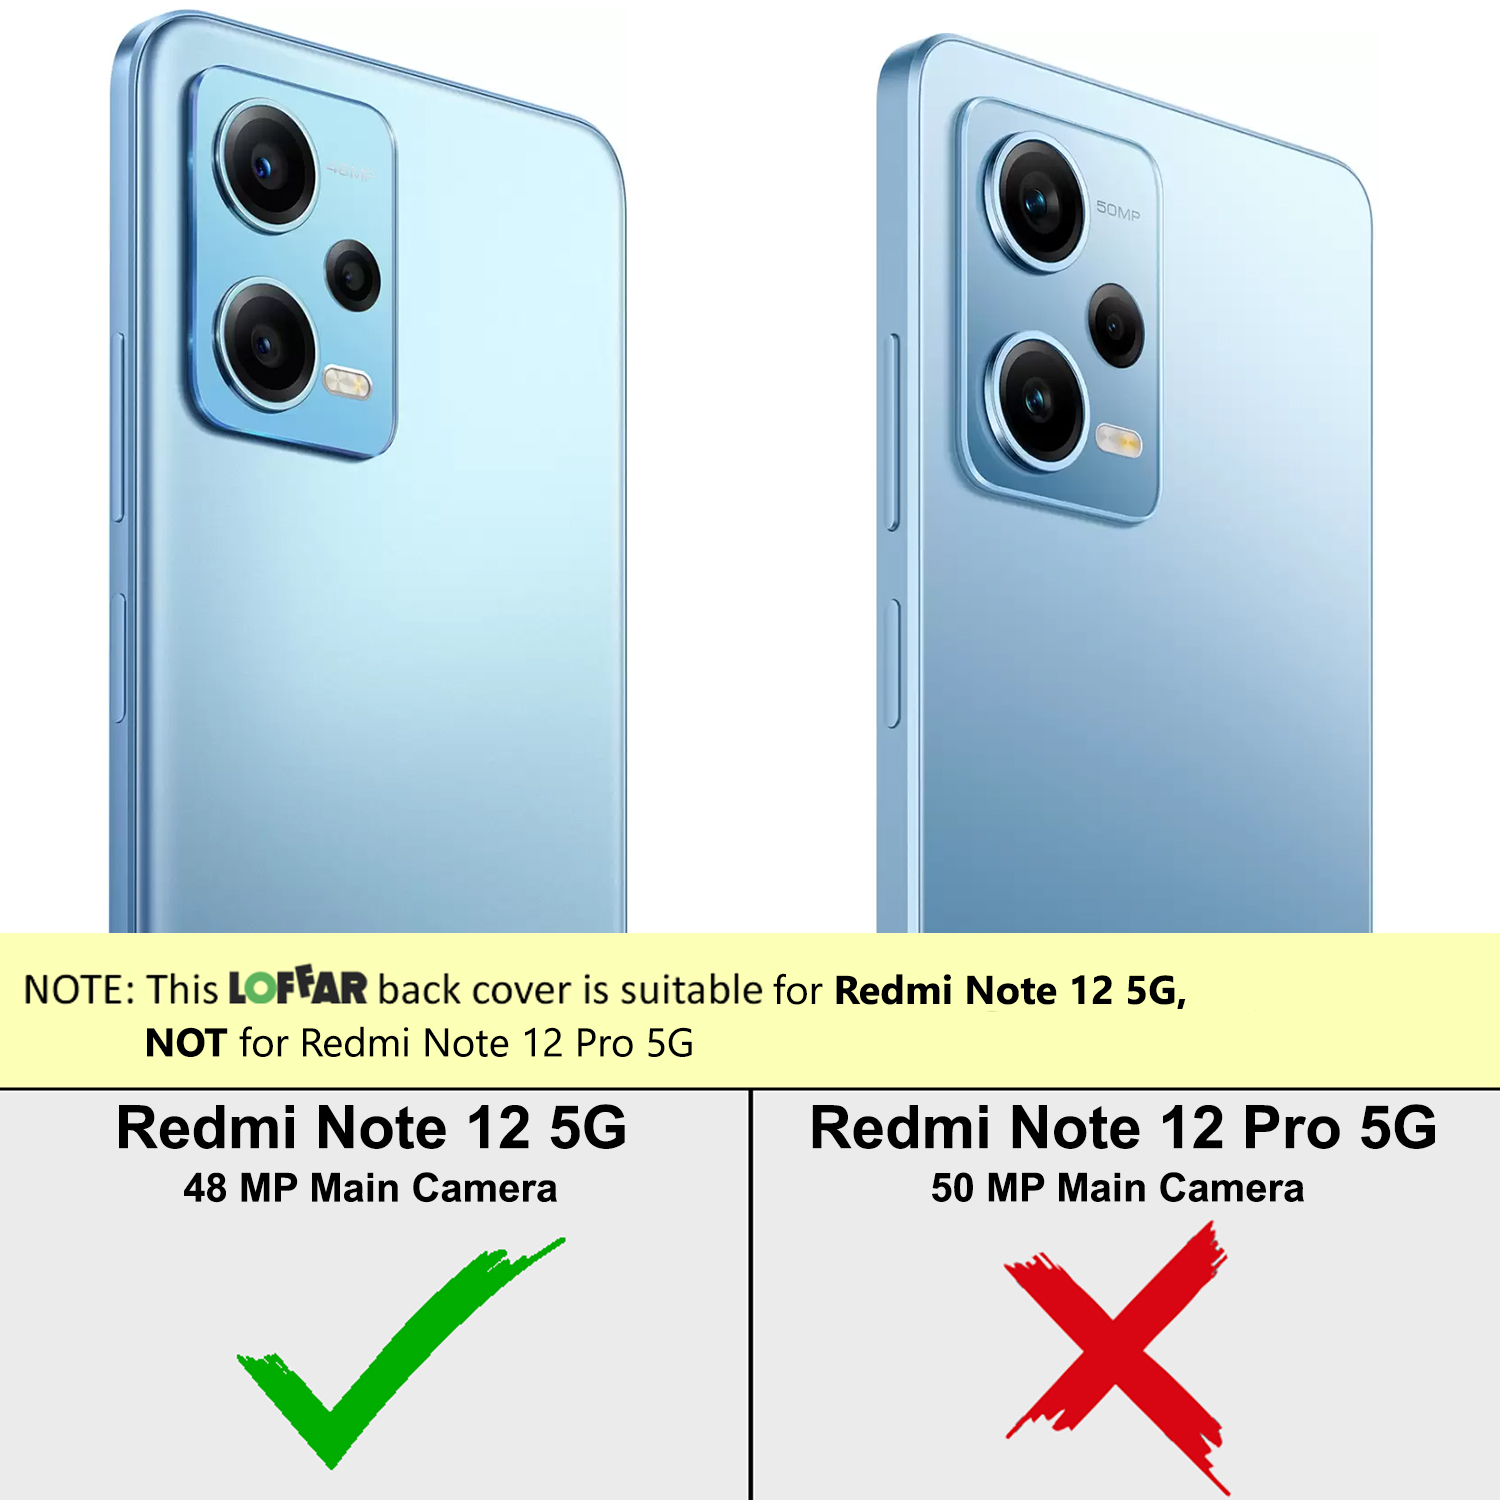 48MP
50MP
NOTE: This LOFFAR back cover is suitable for Redmi Note 12 5G,
NOT for Redmi Note 12 Pro 5G
Redmi Note 12 5G
48 MP Main Camera
Redmi Note 12 Pro 5G
50 MP Main Camera